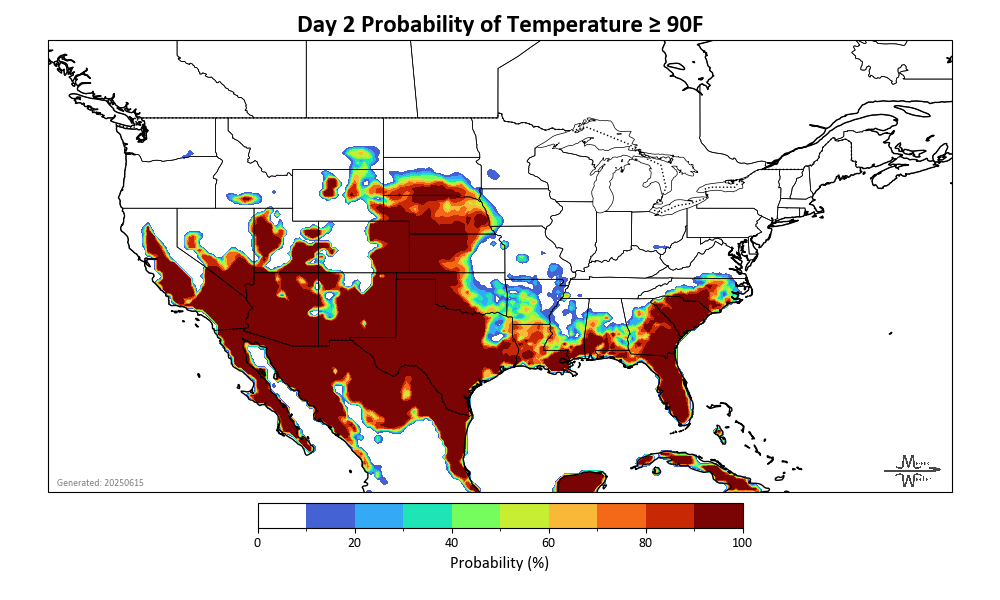 Day 2 Probability of Temperature ≥ 90F
Generated: 20250615
0 20 40 60 80 100
Probability (%)